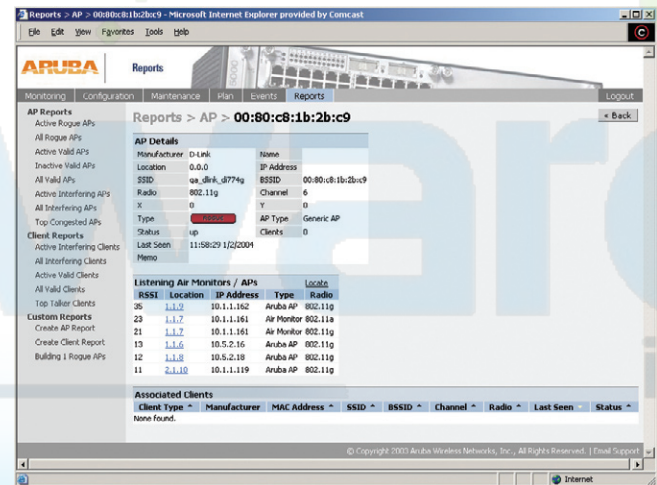 Reports > AP > 00:80:c8:1b:2b:c9 - Microsoft Internet Explorer provided by Comcast
File Edit View Favorites Tools Help
ARUBA
Reports
Monitoring Configuration Maintenance Plan Events Reports Logout
AP Reports
Active Rogue APs
All Rogue APs
Active Valid APs
Inactive Valid APs
All Valid APs
Active Interfering APs
All Interfering APs
Top Congested APs
Client Reports
Active Interfering Clients
All Interfering Clients
Active Valid Clients
All Valid Clients
Top Talker Clients
Custom Reports
Create AP Report
Create Client Report
Building 1 Rogue APs
Reports > AP > 00:80:c8:1b:2b:c9
« Back
AP Details
Manufacturer D-Link Name
Location 0.0.0 IP Address
SSID qa_dlink_di774g BSSID 00:80:c8:1b:2b:c9
Radio 802.11g Channel 6
X 0 Y 0
Type Rogue AP Type Generic AP
Status up Clients 0
Last Seen 11:58:29 1/2/2004
Memo
Listening Air Monitors / APs Locate
RSSI Location IP Address Type Radio
35 1.1.9 10.1.1.162 Aruba AP 802.11g
23 1.1.7 10.1.1.161 Air Monitor 802.11a
21 1.1.7 10.1.1.161 Air Monitor 802.11g
13 1.1.6 10.5.2.16 Aruba AP 802.11g
12 1.1.8 10.5.2.18 Aruba AP 802.11g
11 2.1.10 10.1.1.119 Aruba AP 802.11g
Associated Clients
Client Type Manufacturer MAC Address SSID BSSID Channel Radio Last Seen Status
None found.
© Copyright 2003 Aruba Wireless Networks, Inc., All Rights Reserved. | Email Support
Internet